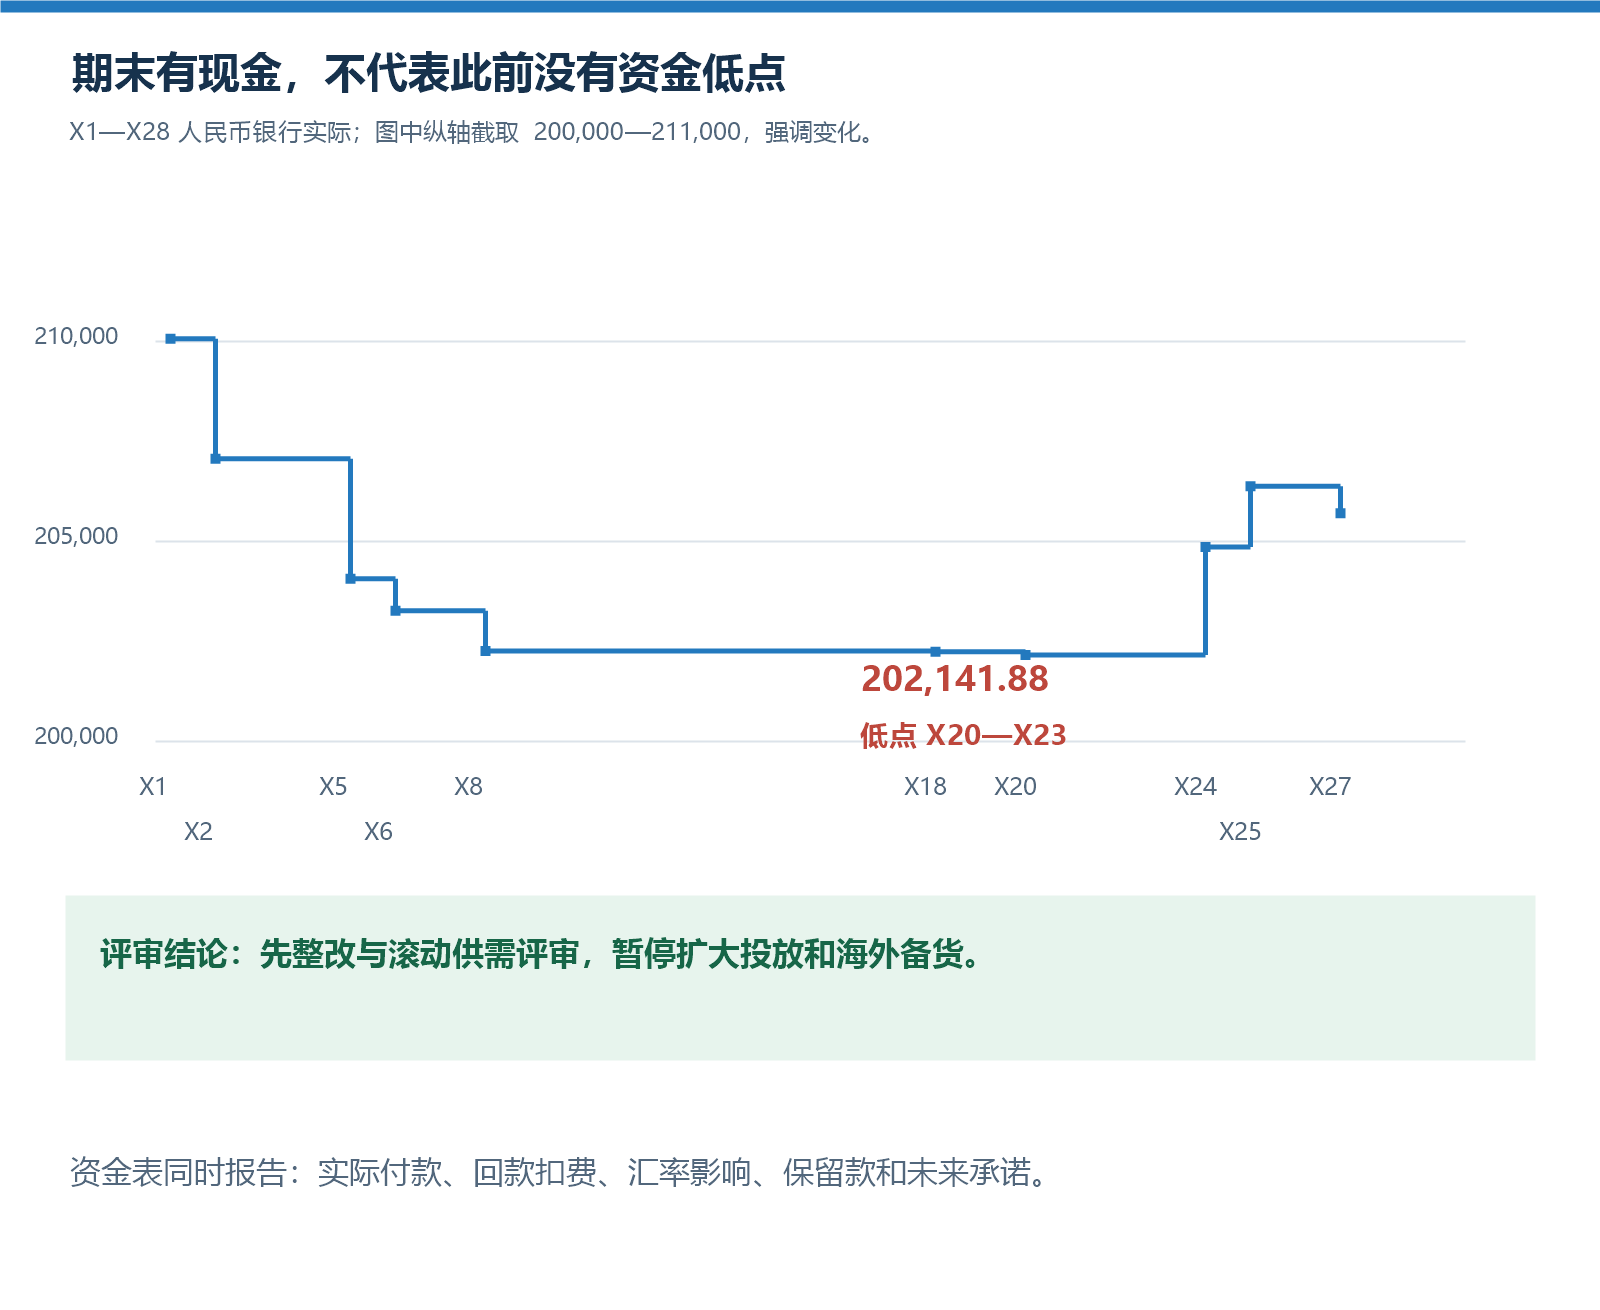 期末有现金，不代表此前没有资金低点
X1—X28 人民币银行实际；图中纵轴截取 200,000—211,000，强调变化。
210,000
205,000
202,141.88
低点 X20—X23
200,000
X1 X5 X8 X18 X20 X24 X27
X2 X6 X25
评审结论：先整改与滚动供需评审，暂停扩大投放和海外备货。
资金表同时报告：实际付款、回款扣费、汇率影响、保留款和未来承诺。